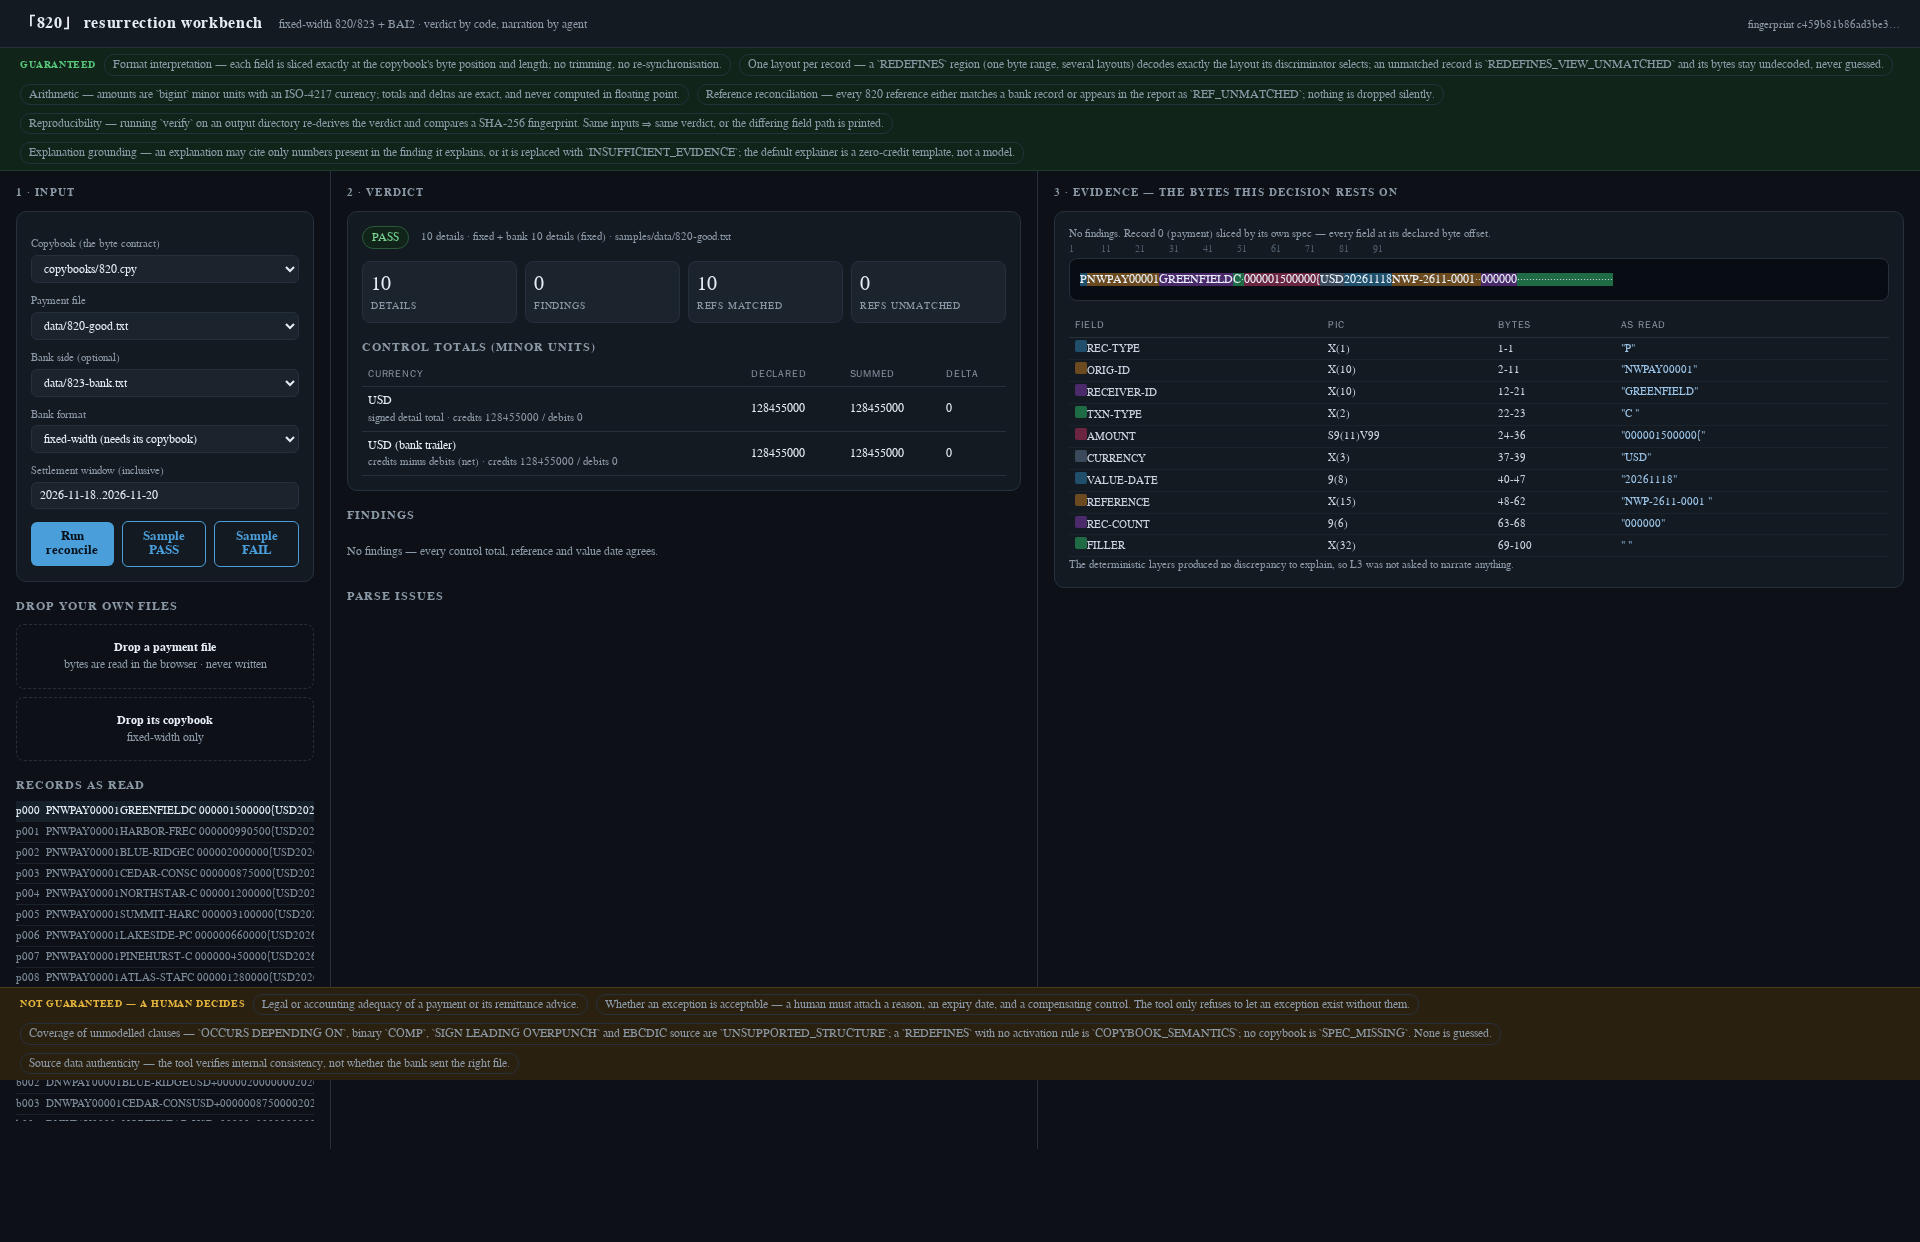 「820」 resurrection workbench
fixed-width 820/823 + BAI2 · verdict by code, narration by agent
fingerprint c459b81b86ad3be3…
GUARANTEED
Format interpretation — each field is sliced exactly at the copybook's byte position and length; no trimming, no re-synchronisation.
One layout per record — a `REDEFINES` region (one byte range, several layouts) decodes exactly the layout its discriminator selects; an unmatched record is `REDEFINES_VIEW_UNMATCHED` and its bytes stay undecoded, never guessed.
Arithmetic — amounts are `bigint` minor units with an ISO-4217 currency; totals and deltas are exact, and never computed in floating point.
Reference reconciliation — every 820 reference either matches a bank record or appears in the report as `REF_UNMATCHED`; nothing is dropped silently.
Reproducibility — running `verify` on an output directory re-derives the verdict and compares a SHA-256 fingerprint. Same inputs ⇒ same verdict, or the differing field path is printed.
Explanation grounding — an explanation may cite only numbers present in the finding it explains, or it is replaced with `INSUFFICIENT_EVIDENCE`; the default explainer is a zero-credit template, not a model.
1 · INPUT
Copybook (the byte contract)
copybooks/820.cpy
Payment file
data/820-good.txt
Bank side (optional)
data/823-bank.txt
Bank format
fixed-width (needs its copybook)
Settlement window (inclusive)
2026-11-18..2026-11-20
Run reconcile
Sample PASS
Sample FAIL
DROP YOUR OWN FILES
Drop a payment file
bytes are read in the browser · never written
Drop its copybook
fixed-width only
RECORDS AS READ
p000 PNWPAY00001GREENFIELDC 000001500000{USD202
p001 PNWPAY00001HARBOR-FREC 000000990500{USD202
p002 PNWPAY00001BLUE-RIDGEC 000002000000{USD202
p003 PNWPAY00001CEDAR-CONSC 000000875000{USD202
p004 PNWPAY00001NORTHSTAR-C 000001200000{USD202
p005 PNWPAY00001SUMMIT-HARC 000003100000{USD202
p006 PNWPAY00001LAKESIDE-PC 000000660000{USD2026
p007 PNWPAY00001PINEHURST-C 000000450000{USD2026
p008 PNWPAY00001ATLAS-STAFC 000001280000{USD202
b002 DNWPAY00001BLUE-RIDGEUSD+0000020000000202
b003 DNWPAY00001CEDAR-CONSUSD+0000008750000202
2 · VERDICT
PASS
10 details · fixed + bank 10 details (fixed) · samples/data/820-good.txt
10
DETAILS
0
FINDINGS
10
REFS MATCHED
0
REFS UNMATCHED
CONTROL TOTALS (MINOR UNITS)
CURRENCY DECLARED SUMMED DELTA
USD
signed detail total · credits 128455000 / debits 0
128455000 128455000 0
USD (bank trailer)
credits minus debits (net) · credits 128455000 / debits 0
128455000 128455000 0
FINDINGS
No findings — every control total, reference and value date agrees.
PARSE ISSUES
3 · EVIDENCE — THE BYTES THIS DECISION RESTS ON
No findings. Record 0 (payment) sliced by its own spec — every field at its declared byte offset.
1 11 21 31 41 51 61 71 81 91
PNWPAY00001GREENFIELDC·000001500000{USD20261118NWP-2611-0001··000000································
FIELD PIC BYTES AS READ
REC-TYPE X(1) 1-1 "P"
ORIG-ID X(10) 2-11 "NWPAY00001"
RECEIVER-ID X(10) 12-21 "GREENFIELD"
TXN-TYPE X(2) 22-23 "C "
AMOUNT S9(11)V99 24-36 "000001500000{"
CURRENCY X(3) 37-39 "USD"
VALUE-DATE 9(8) 40-47 "20261118"
REFERENCE X(15) 48-62 "NWP-2611-0001 "
REC-COUNT 9(6) 63-68 "000000"
FILLER X(32) 69-100 " "
The deterministic layers produced no discrepancy to explain, so L3 was not asked to narrate anything.
NOT GUARANTEED — A HUMAN DECIDES
Legal or accounting adequacy of a payment or its remittance advice.
Whether an exception is acceptable — a human must attach a reason, an expiry date, and a compensating control. The tool only refuses to let an exception exist without them.
Coverage of unmodelled clauses — `OCCURS DEPENDING ON`, binary `COMP`, `SIGN LEADING OVERPUNCH` and EBCDIC source are `UNSUPPORTED_STRUCTURE`; a `REDEFINES` with no activation rule is `COPYBOOK_SEMANTICS`; no copybook is `SPEC_MISSING`. None is guessed.
Source data authenticity — the tool verifies internal consistency, not whether the bank sent the right file.